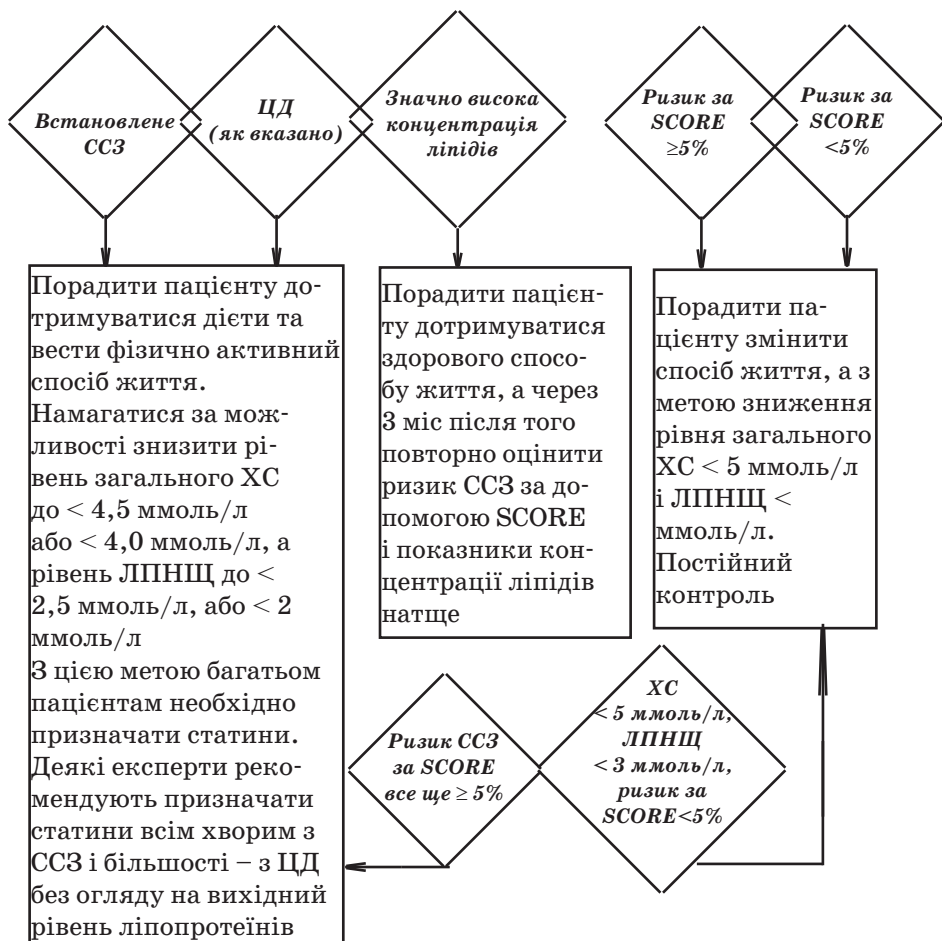 Встановлене
ССЗ
ЦД
(як вказано)
Значно висока
концентрація
ліпідів
Ризик за
SCORE
≥5%
Ризик за
SCORE
<5%
Порадити пацієнту до-
тримуватися дієти та
вести фізично активний
спосіб життя.
Намагатися за мож-
ливості знизити рі-
вень загального ХС
до < 4,5 ммоль/л
або < 4,0 ммоль/л, а
рівень ЛПНЩ до <
2,5 ммоль/л, або < 2
ммоль/л
З цією метою багатьом
пацієнтам необхідно
призначати статини.
Деякі експерти реко-
мендують призначати
статини всім хворим з
ССЗ і більшості – з ЦД
без огляду на вихідний
рівень ліпопротеїнів
Порадити пацієн-
ту дотримуватися
здорового спосо-
бу життя, а через
3 міс після того
повторно оцінити
ризик ССЗ за до-
помогою SCORE
і показники кон-
центрації ліпідів
натще
Порадити па-
цієнту змінити
спосіб життя, а з
метою зниження
рівня загального
ХС < 5 ммоль/л
і ЛПНЩ <
ммоль/л.
Постійний
контроль
Ризик ССЗ
за SCORE
все ще ≥ 5%
ХС
< 5 ммоль/л,
ЛПНЩ
< 3 ммоль/л,
ризик за
SCORE<5%